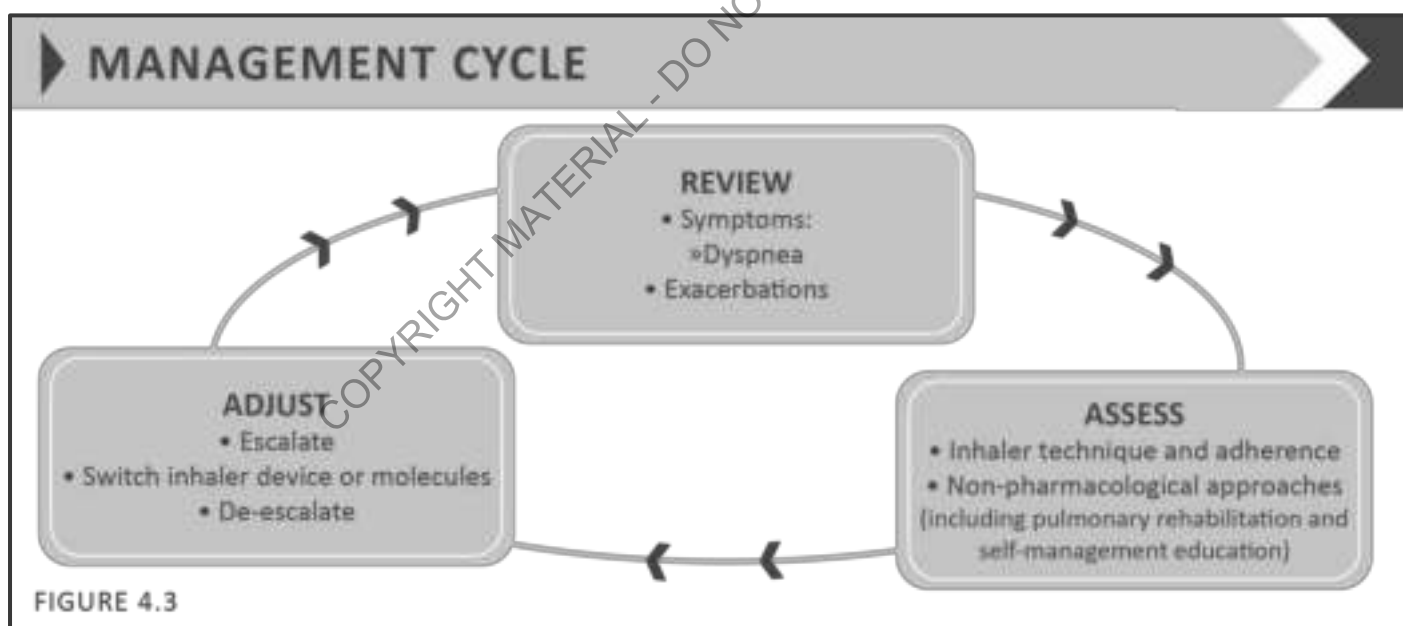 MANAGEMENT CYCLE
COPYRIGHT MATERIAL - DO NO
REVIEW
• Symptoms:
»Dyspnea
• Exacerbations
ADJUST
• Escalate
• Switch inhaler device or molecules
• De-escalate
ASSESS
• Inhaler technique and adherence
• Non-pharmacological approaches
(including pulmonary rehabilitation and
self-management education)
FIGURE 4.3